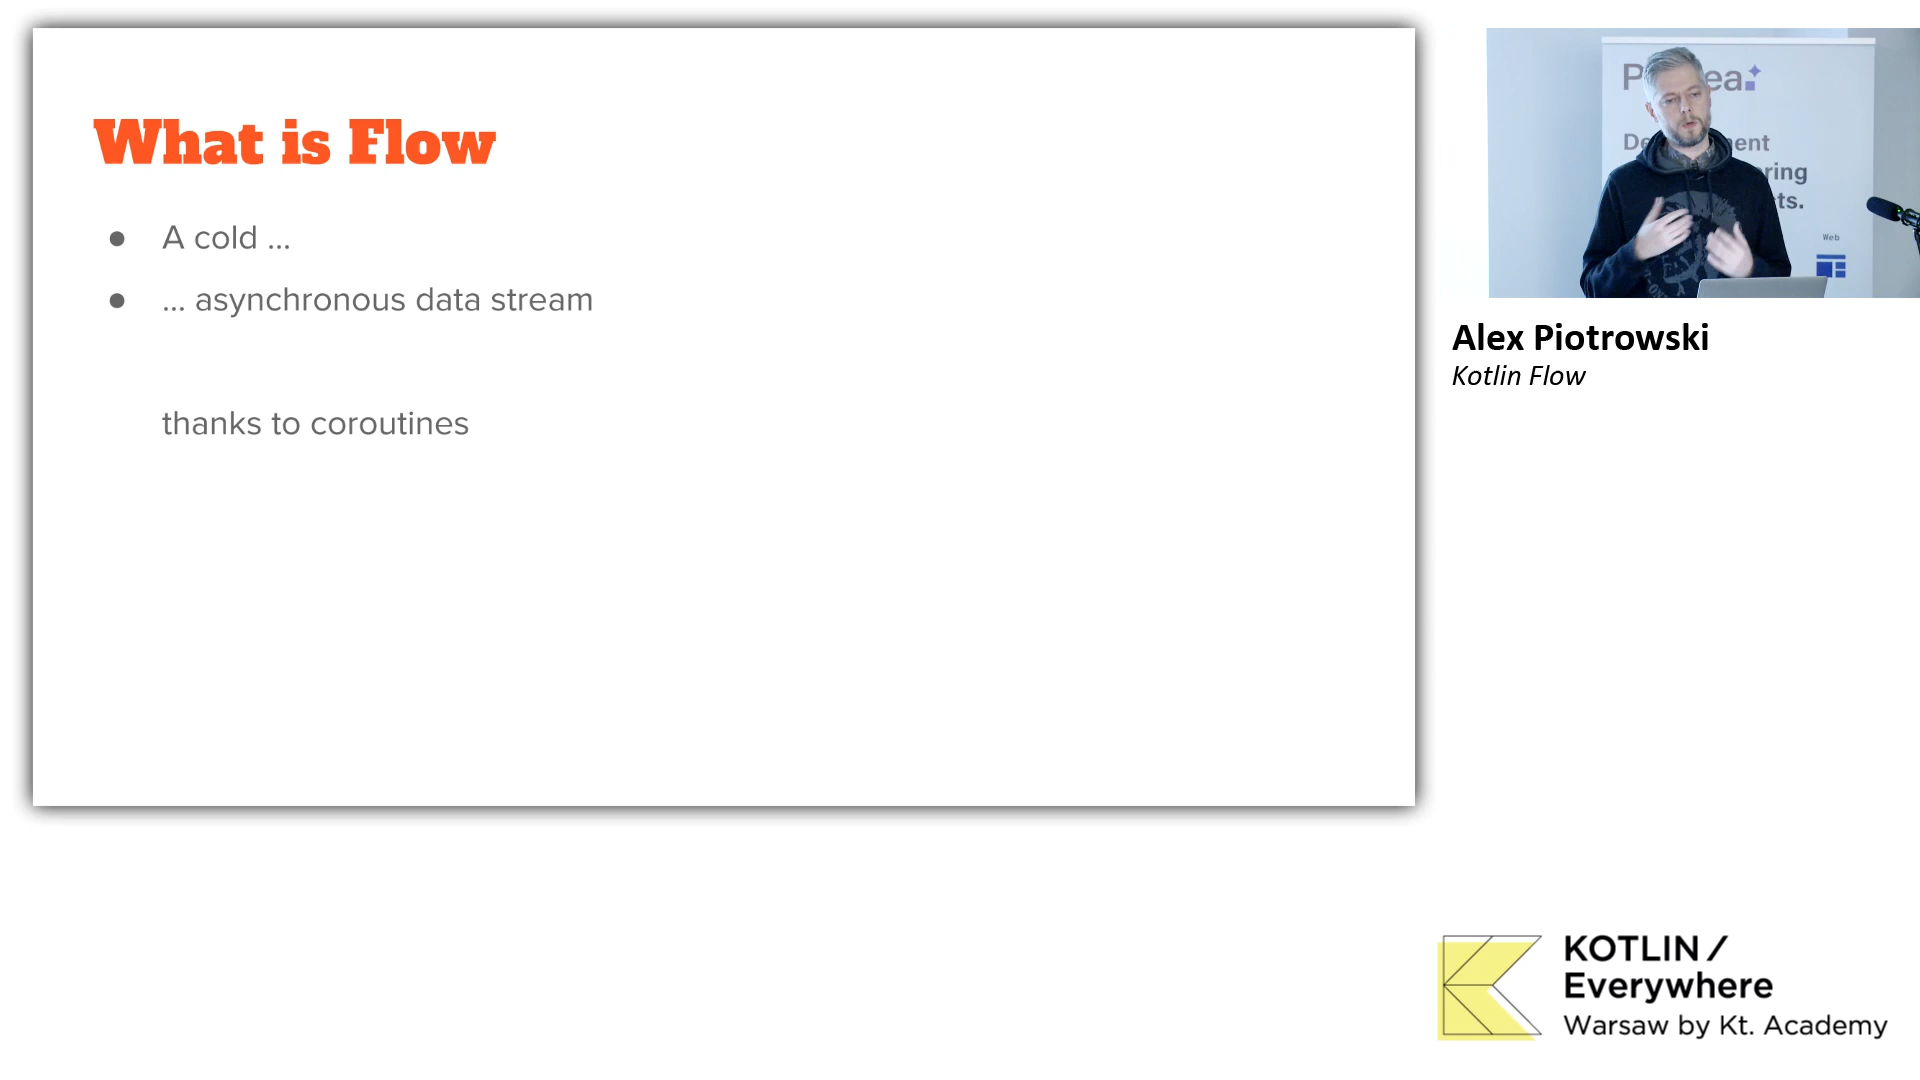 What is Flow
● A cold ...
● ... asynchronous data stream
thanks to coroutines
Web
Alex Piotrowski
Kotlin Flow
KOTLIN /
Everywhere
Warsaw by Kt. Academy